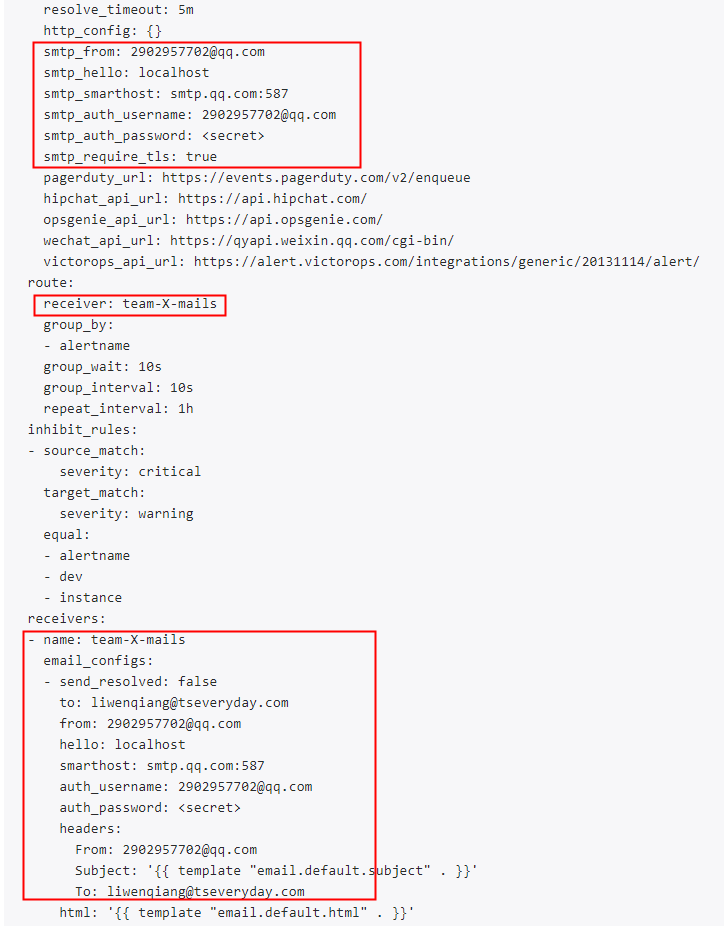 resolve_timeout: 5m
http_config: {}
smtp_from: 2902957702@qq.com
smtp_hello: localhost
smtp_smarthost: smtp.qq.com:587
smtp_auth_username: 2902957702@qq.com
smtp_auth_password: <secret>
smtp_require_tls: true
pagerduty_url: https://events.pagerduty.com/v2/enqueue
hipchat_api_url: https://api.hipchat.com/
opsgenie_api_url: https://api.opsgenie.com/
wechat_api_url: https://qyapi.weixin.qq.com/cgi-bin/
victorops_api_url: https://alert.victorops.com/integrations/generic/20131114/alert/
route:
receiver: team-X-mails
group_by:
- alertname
group_wait: 10s
group_interval: 10s
repeat_interval: 1h
inhibit_rules:
- source_match:
severity: critical
target_match:
severity: warning
equal:
- alertname
- dev
- instance
receivers:
- name: team-X-mails
email_configs:
- send_resolved: false
to: liwenqiang@tseveryday.com
from: 2902957702@qq.com
hello: localhost
smarthost: smtp.qq.com:587
auth_username: 2902957702@qq.com
auth_password: <secret>
headers:
From: 2902957702@qq.com
Subject: '{{ template "email.default.subject" . }}'
To: liwenqiang@tseveryday.com
html: '{{ template "email.default.html" . }}'